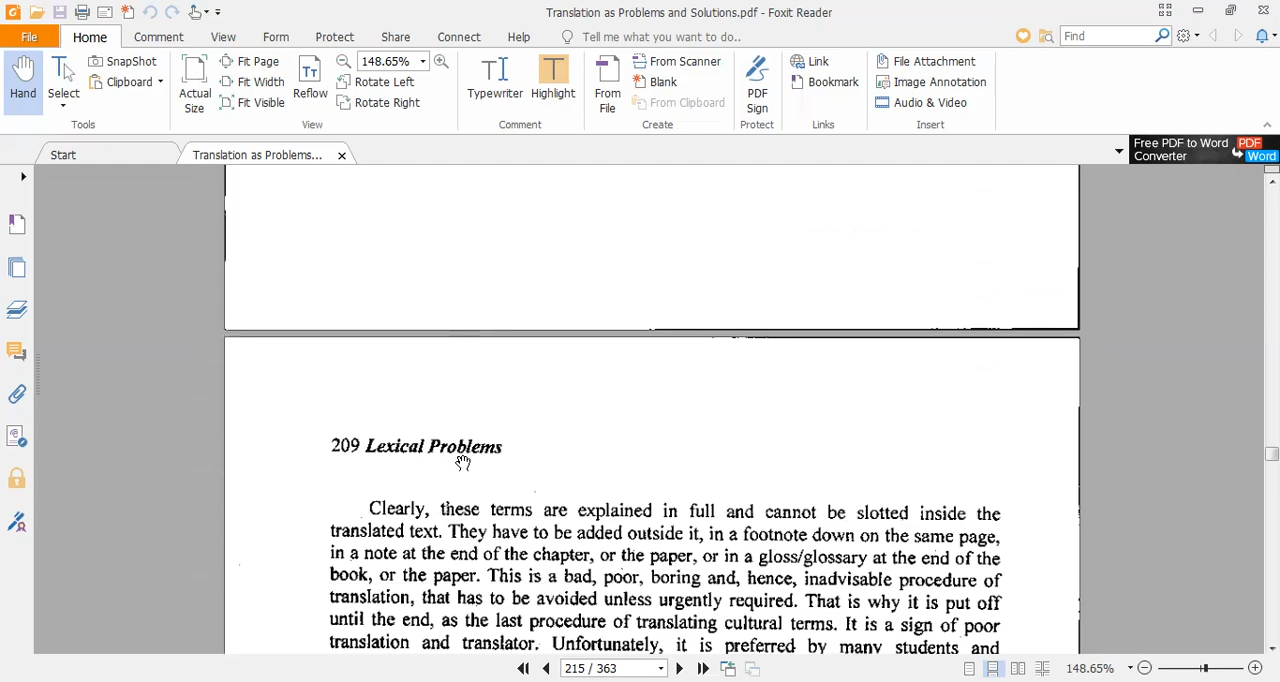 Translation as Problems and Solutions.pdf - Foxit Reader
File Home Comment View Form Protect Share Connect Help Tell me what you want to do.. Find
Hand
Select
SnapShot
Clipboard
Tools
Actual Size
Fit Page
Fit Width
Fit Visible
Reflow
148.65%
Rotate Left
Rotate Right
View
Typewriter
Highlight
Comment
From File
From Scanner
Blank
From Clipboard
Create
PDF Sign
Protect
Link
Bookmark
Links
File Attachment
Image Annotation
Audio & Video
Insert
Start
Translation as Problems...
Free PDF to Word PDF
Converter Word
209 Lexical Problems
Clearly, these terms are explained in full and cannot be slotted inside the
translated text. They have to be added outside it, in a footnote down on the same page,
in a note at the end of the chapter, or the paper, or in a gloss/glossary at the end of the
book, or the paper. This is a bad, poor, boring and, hence, inadvisable procedure of
translation, that has to be avoided unless urgently required. That is why it is put off
until the end, as the last procedure of translating cultural terms. It is a sign of poor
translation and translator. Unfortunately, it is preferred by many students and
215 / 363
148.65%